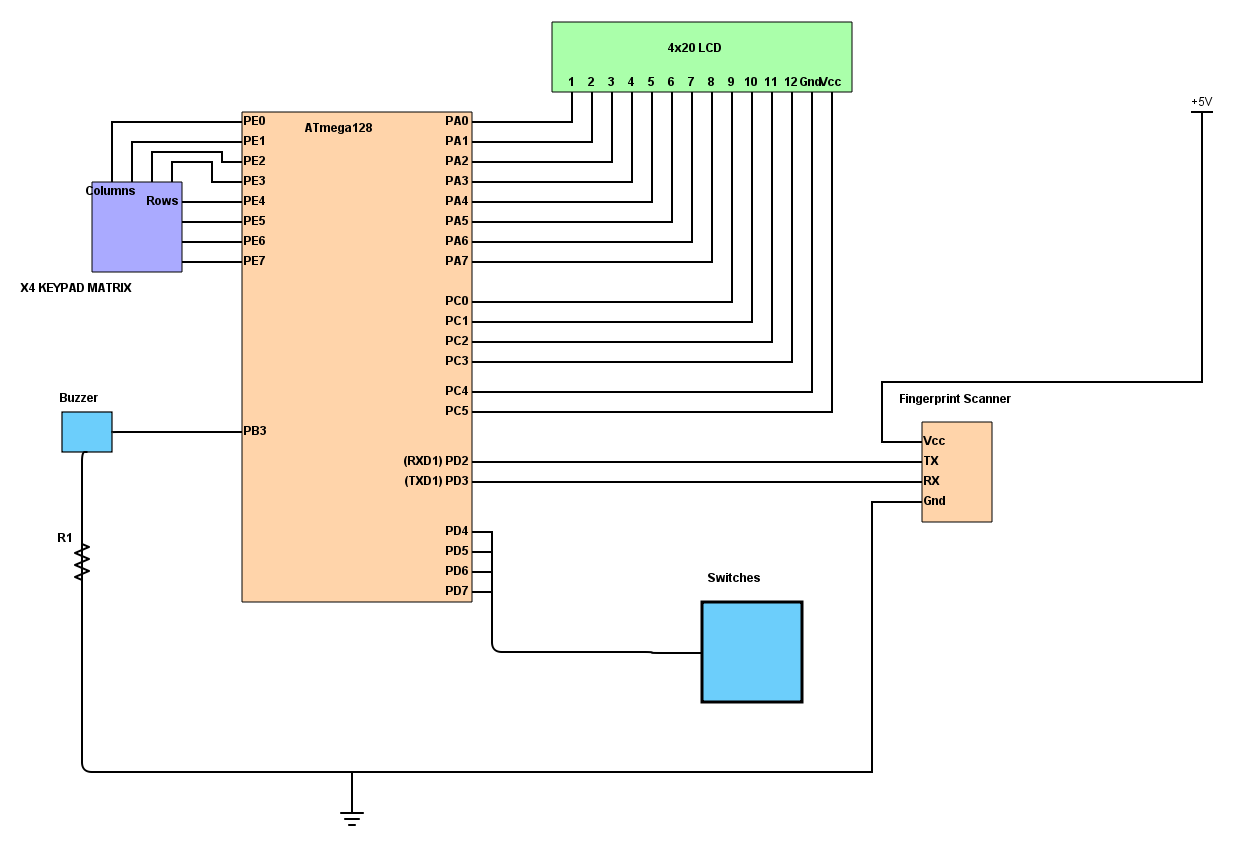 4x20 LCD
1 2 3 4 5 6 7 8 9 10 11 12 Gnd Vcc
+5V
ATmega128
PE0
PE1
PE2
PE3
PE4
PE5
PE6
PE7
PB3
PA0
PA1
PA2
PA3
PA4
PA5
PA6
PA7
PC0
PC1
PC2
PC3
PC4
PC5
(RXD1) PD2
(TXD1) PD3
PD4
PD5
PD6
PD7
Columns
Rows
X4 KEYPAD MATRIX
Buzzer
R1
Fingerprint Scanner
Vcc
TX
RX
Gnd
Switches